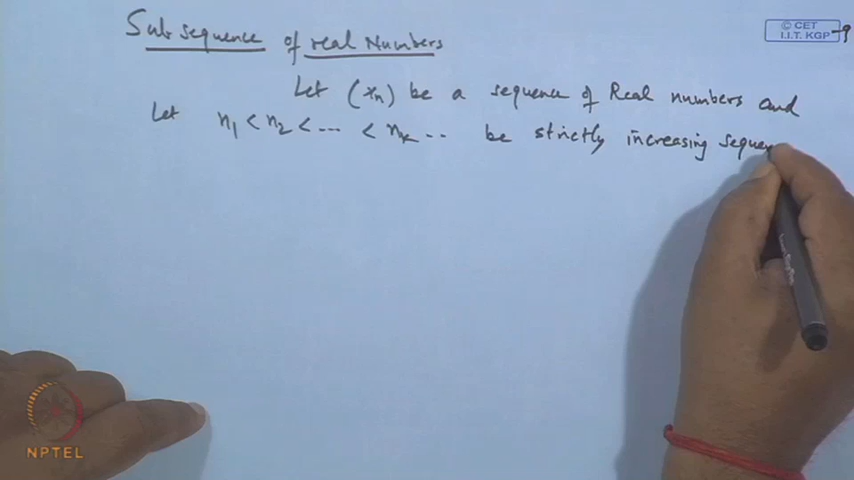 Subsequence of real Numbers
© CET
I.I.T. KGP
Let (xn) be a sequence of Real numbers and
Let n1 < n2 < ... < nk .. be strictly increasing sequen
NPTEL